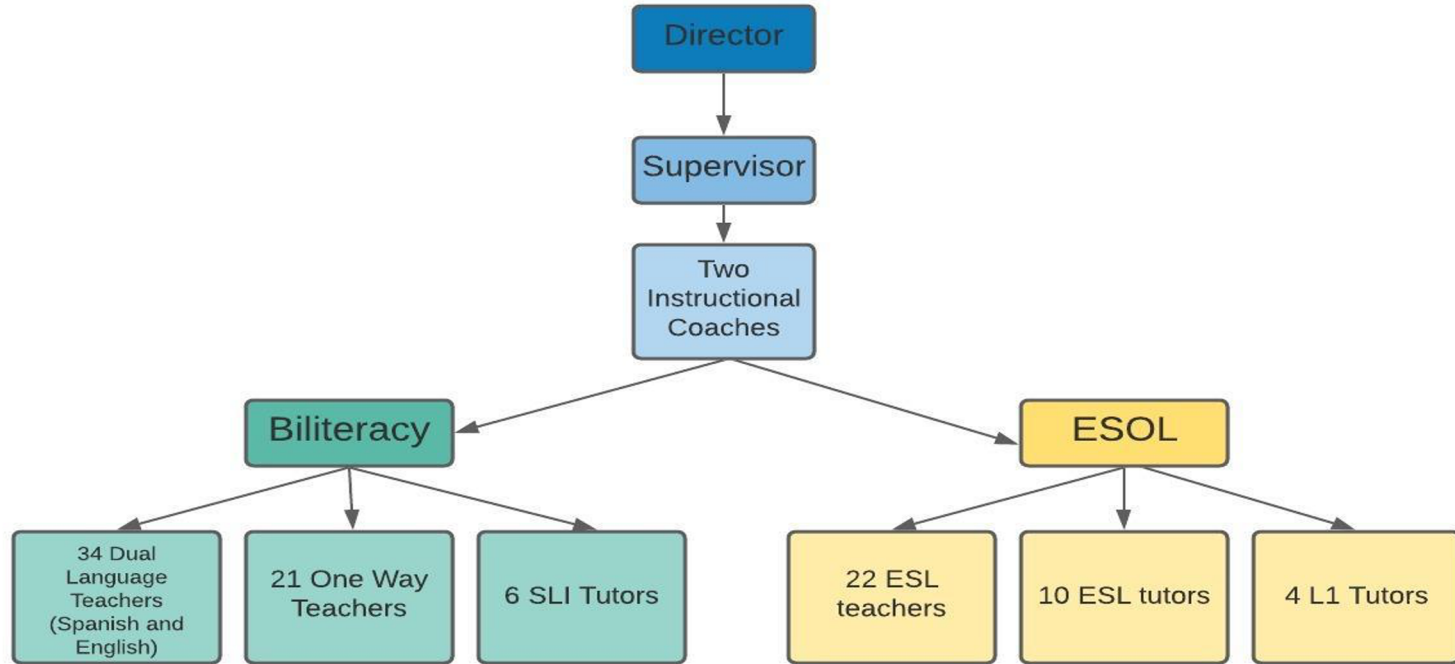 Director
Supervisor
Two
Instructional
Coaches
Biliteracy
ESOL
34 Dual
Language
Teachers
(Spanish and
English)
21 One Way
Teachers
6 SLI Tutors
22 ESL
teachers
10 ESL tutors
4 L1 Tutors